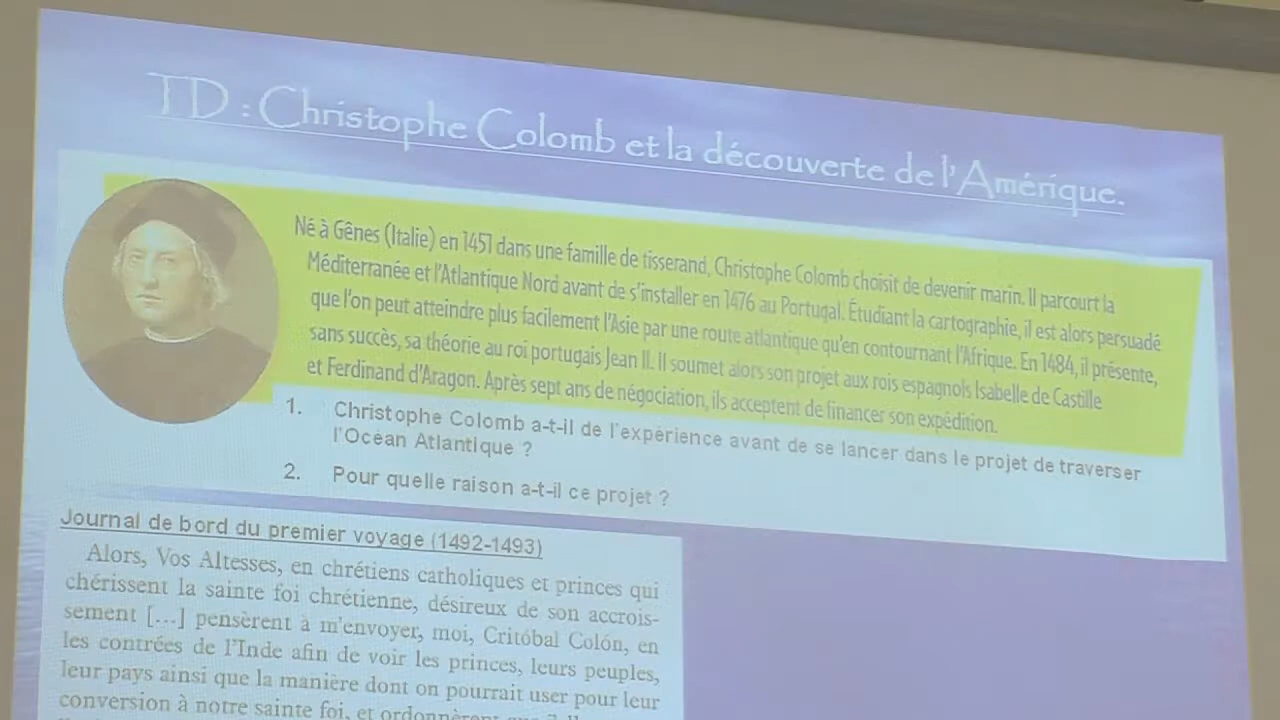 TD : Christophe Colomb et la découverte de l'Amérique.
Né à Gênes (Italie) en 1451 dans une famille de tisserand, Christophe Colomb choisit de devenir marin. Il parcourt la
Méditerranée et l'Atlantique Nord avant de s'installer en 1476 au Portugal. Étudiant la cartographie, il est alors persuadé
que l'on peut atteindre plus facilement l'Asie par une route atlantique qu'en contournant l'Afrique. En 1484, il présente,
sans succès, sa théorie au roi portugais Jean II. Il soumet alors son projet aux rois espagnols Isabelle de Castille
et Ferdinand d'Aragon. Après sept ans de négociation, ils acceptent de financer son expédition.
1. Christophe Colomb a-t-il de l'expérience avant de se lancer dans le projet de traverser
l'Océan Atlantique ?
2. Pour quelle raison a-t-il ce projet ?
Journal de bord du premier voyage (1492-1493)
Alors, Vos Altesses, en chrétiens catholiques et princes qui
chérissent la sainte foi chrétienne, désireux de son accrois-
sement [...] pensèrent à m'envoyer, moi, Critóbal Colón, en
les contrées de l'Inde afin de voir les princes, leurs peuples,
leur pays ainsi que la manière dont on pourrait user pour leur
conversion à notre sainte foi, et ordonnèrent